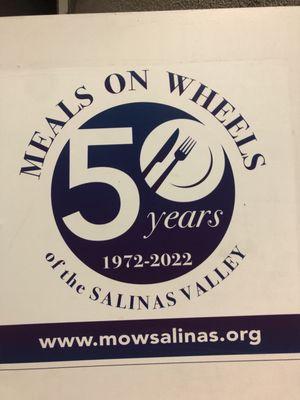 MEALS ON WHEELS
50
years
1972-2022
of the SALINAS VALLEY
www.mowsalinas.org